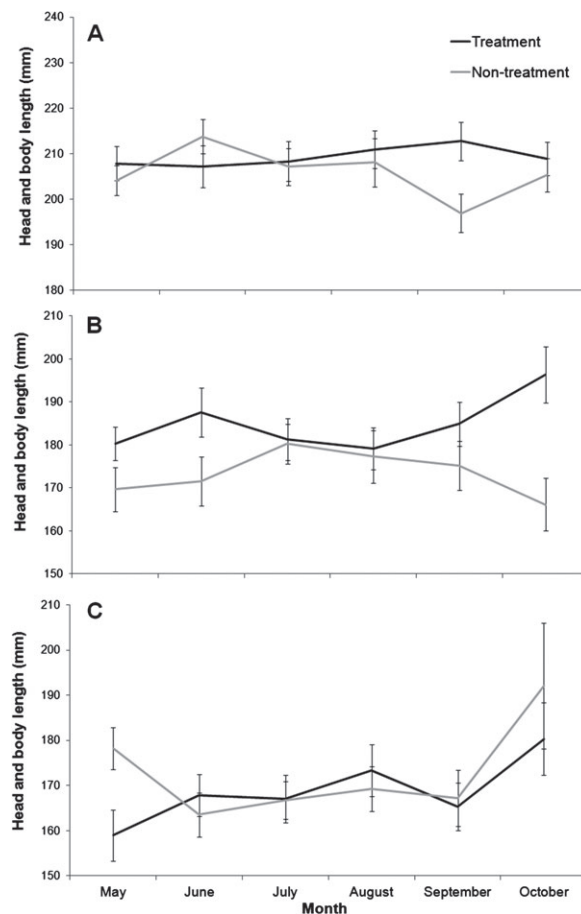 A
Treatment
Non-treatment
Head and body length (mm)
240
230
220
210
200
190
180
B
Head and body length (mm)
210
200
190
180
170
160
150
C
Head and body length (mm)
210
200
190
180
170
160
150
May June July August September October
Month